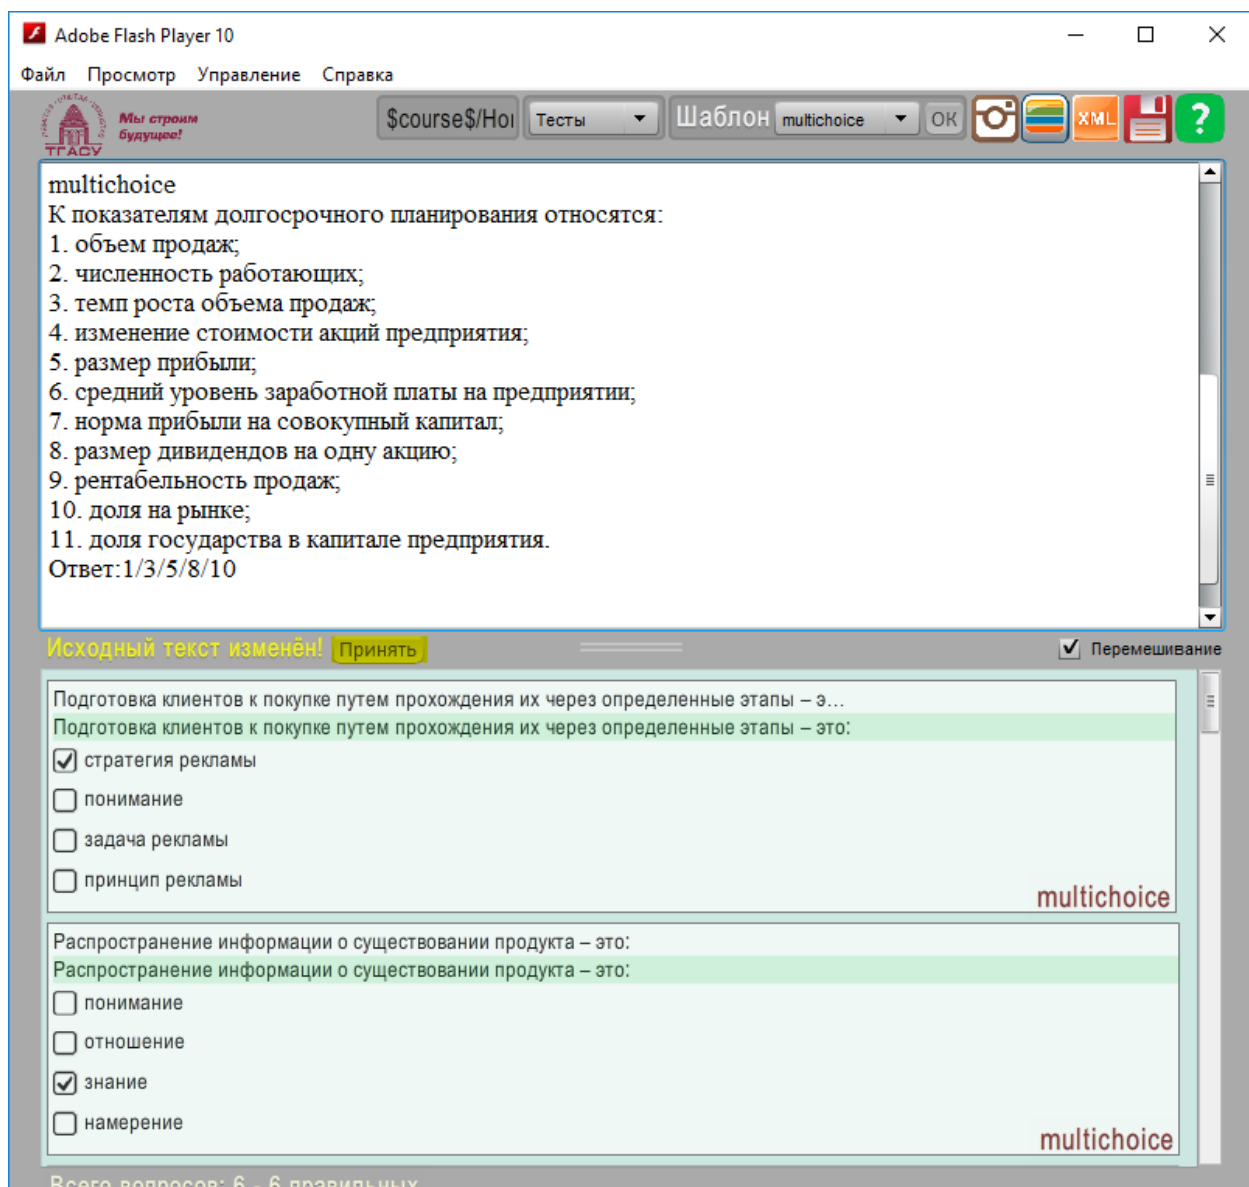 Adobe Flash Player 10
Файл Просмотр Управление Справка
ТГАСУ
Мы строим
будущее!
$course$/Hoi
Тесты
Шаблон
multichoice
OK
XML
?
multichoice
К показателям долгосрочного планирования относятся:
1. объем продаж;
2. численность работающих;
3. темп роста объема продаж;
4. изменение стоимости акций предприятия;
5. размер прибыли;
6. средний уровень заработной платы на предприятии;
7. норма прибыли на совокупный капитал;
8. размер дивидендов на одну акцию;
9. рентабельность продаж;
10. доля на рынке;
11. доля государства в капитале предприятия.
Ответ:1/3/5/8/10
Исходный текст изменён! Принять
Перемешивание
Подготовка клиентов к покупке путем прохождения их через определенные этапы – э...
Подготовка клиентов к покупке путем прохождения их через определенные этапы – это:
стратегия рекламы
понимание
задача рекламы
принцип рекламы
multichoice
Распространение информации о существовании продукта – это:
Распространение информации о существовании продукта – это:
понимание
отношение
знание
намерение
multichoice
Всего вопросов: 6 - 6 правильных